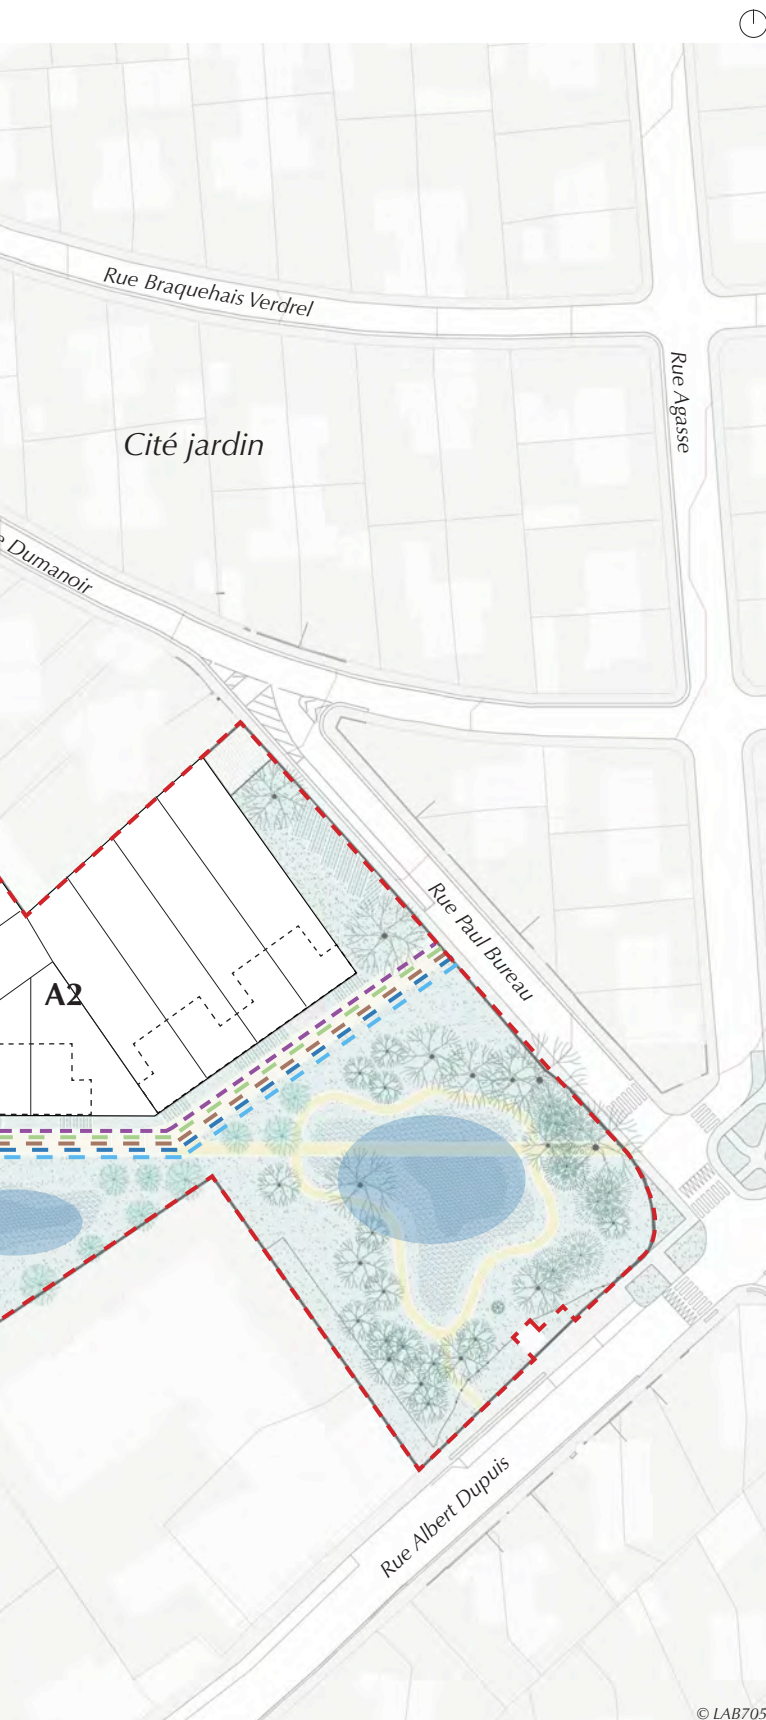 Rue Braquehais Verdrel
Rue Agasse
Cité jardin
Dumanoir
Rue Paul Bureau
A2
Rue Albert Dupuis
© LAB705